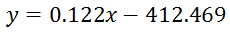 y = 0.122x − 412.469